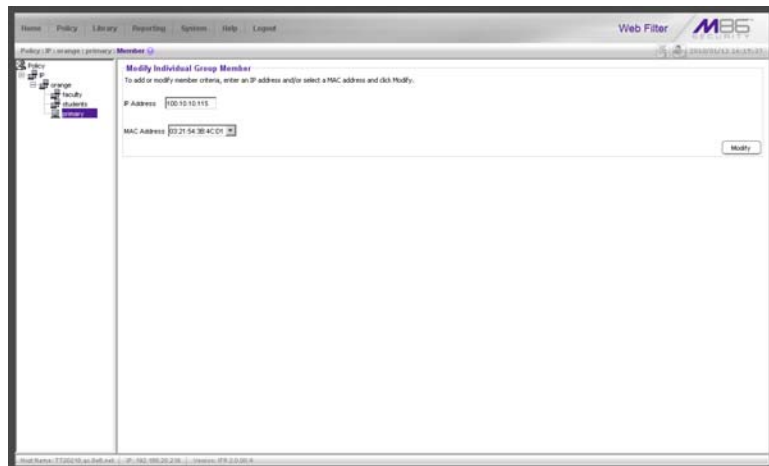 Home Policy Library Reporting System Help Logout
Web Filter
M86
SECURITY
Policy : IP : orange : primary : Member
Policy
IP
orange
faculty
students
primary
Modify Individual Group Member
To add or modify member criteria, enter an IP address and/or select a MAC address and click Modify.
IP Address 100.10.10.115
MAC Address 03:21:54:3B:4C:D1
Modify